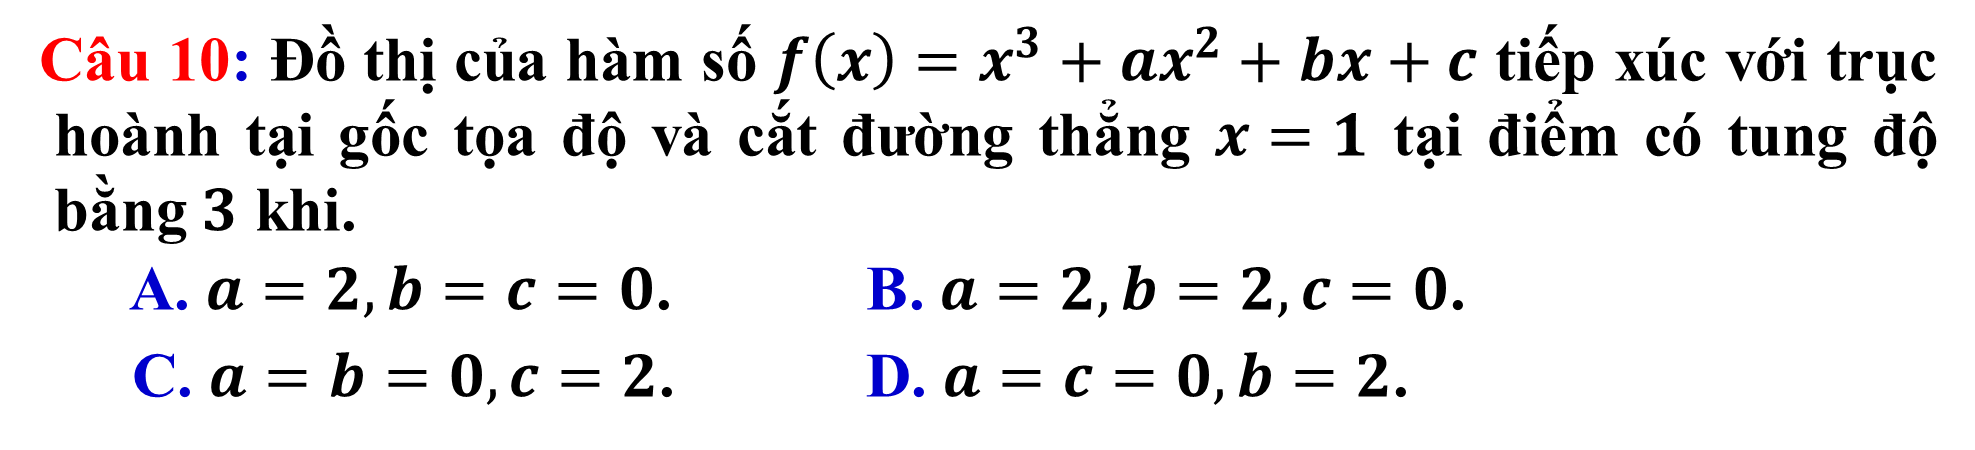 Câu 10: Đồ thị của hàm số f(x) = x³ + ax² + bx + c tiếp xúc với trục
hoành tại gốc tọa độ và cắt đường thẳng x = 1 tại điểm có tung độ
bằng 3 khi.
A. a = 2, b = c = 0. B. a = 2, b = 2, c = 0.
C. a = b = 0, c = 2. D. a = c = 0, b = 2.